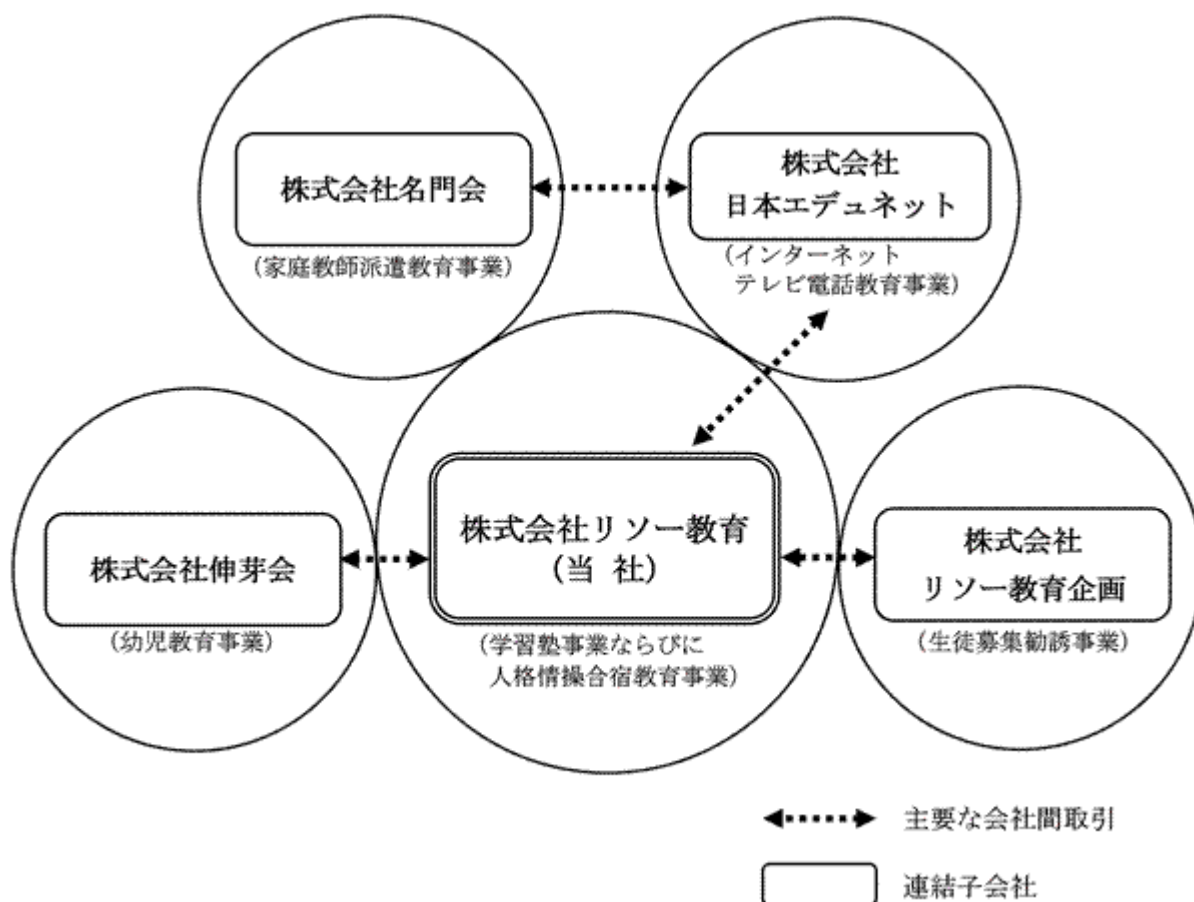 株式会社名門会
（家庭教師派遣教育事業）
株式会社
日本エデュネット
（インターネット
テレビ電話教育事業）
株式会社伸芽会
（幼児教育事業）
株式会社リソー教育
（当 社）
（学習塾事業ならびに
人格情操合宿教育事業）
株式会社
リソー教育企画
（生徒募集勧誘事業）
主要な会社間取引
連結子会社